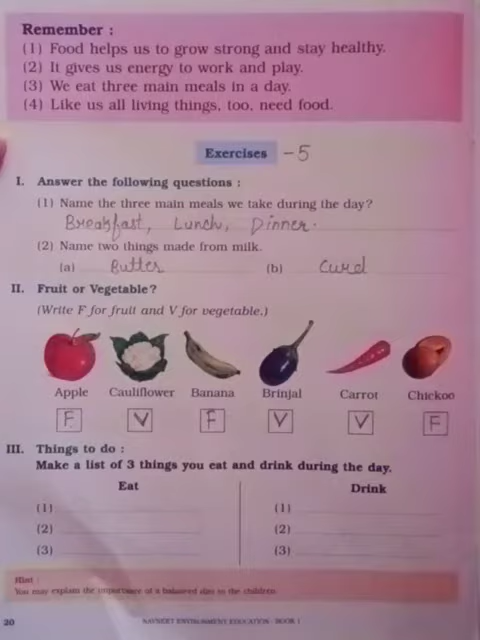 Remember :
(1) Food helps us to grow strong and stay healthy.
(2) It gives us energy to work and play.
(3) We eat three main meals in a day.
(4) Like us all living things, too, need food.
Exercises - 5
I. Answer the following questions :
(1) Name the three main meals we take during the day?
Breakfast, Lunch, Dinner.
(2) Name two things made from milk.
(a) Butter (b) Curd
II. Fruit or Vegetable?
(Write F for fruit and V for vegetable.)
Apple Cauliflower Banana Brinjal Carrot Chickoo
F V F V V F
III. Things to do :
Make a list of 3 things you eat and drink during the day.
Eat Drink
(1) (1)
(2) (2)
(3) (3)
Hint :
You may explain the importance of a balanced diet to the children.
20 NAVNEET ENVIRONMENT EDUCATION - BOOK 1